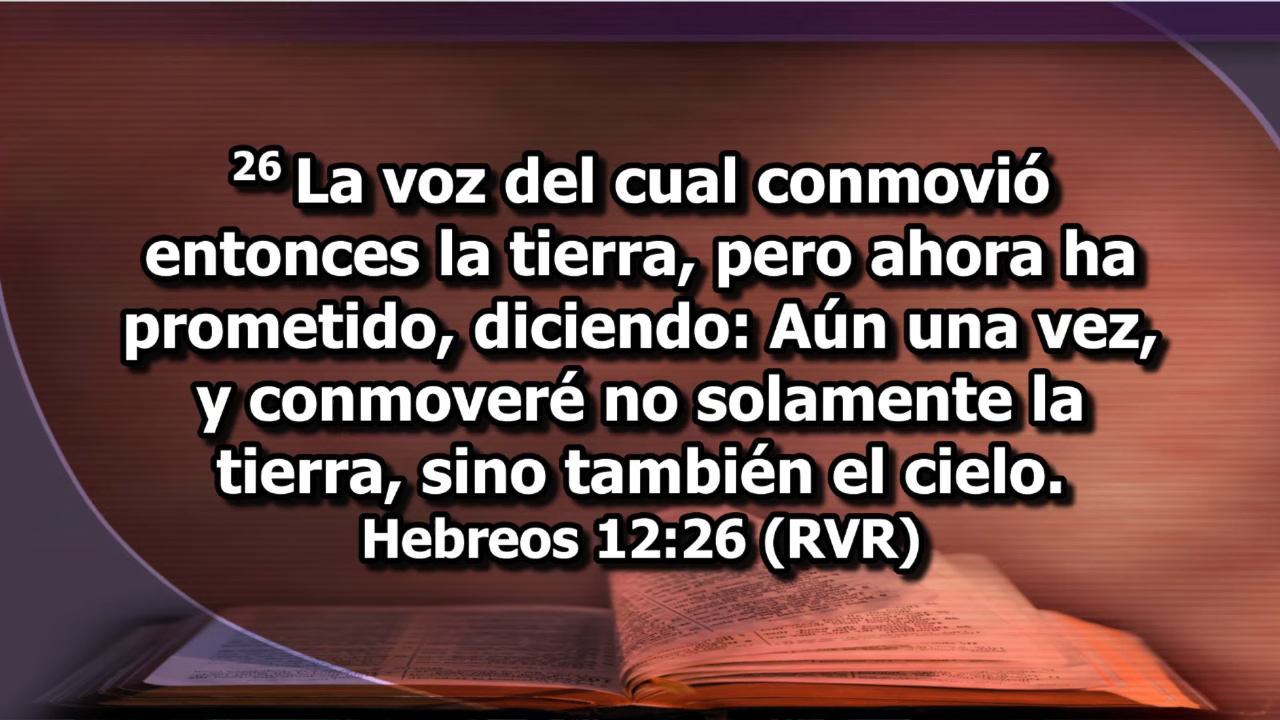 26 La voz del cual conmovió
entonces la tierra, pero ahora ha
prometido, diciendo: Aún una vez,
y conmoveré no solamente la
tierra, sino también el cielo.
Hebreos 12:26 (RVR)